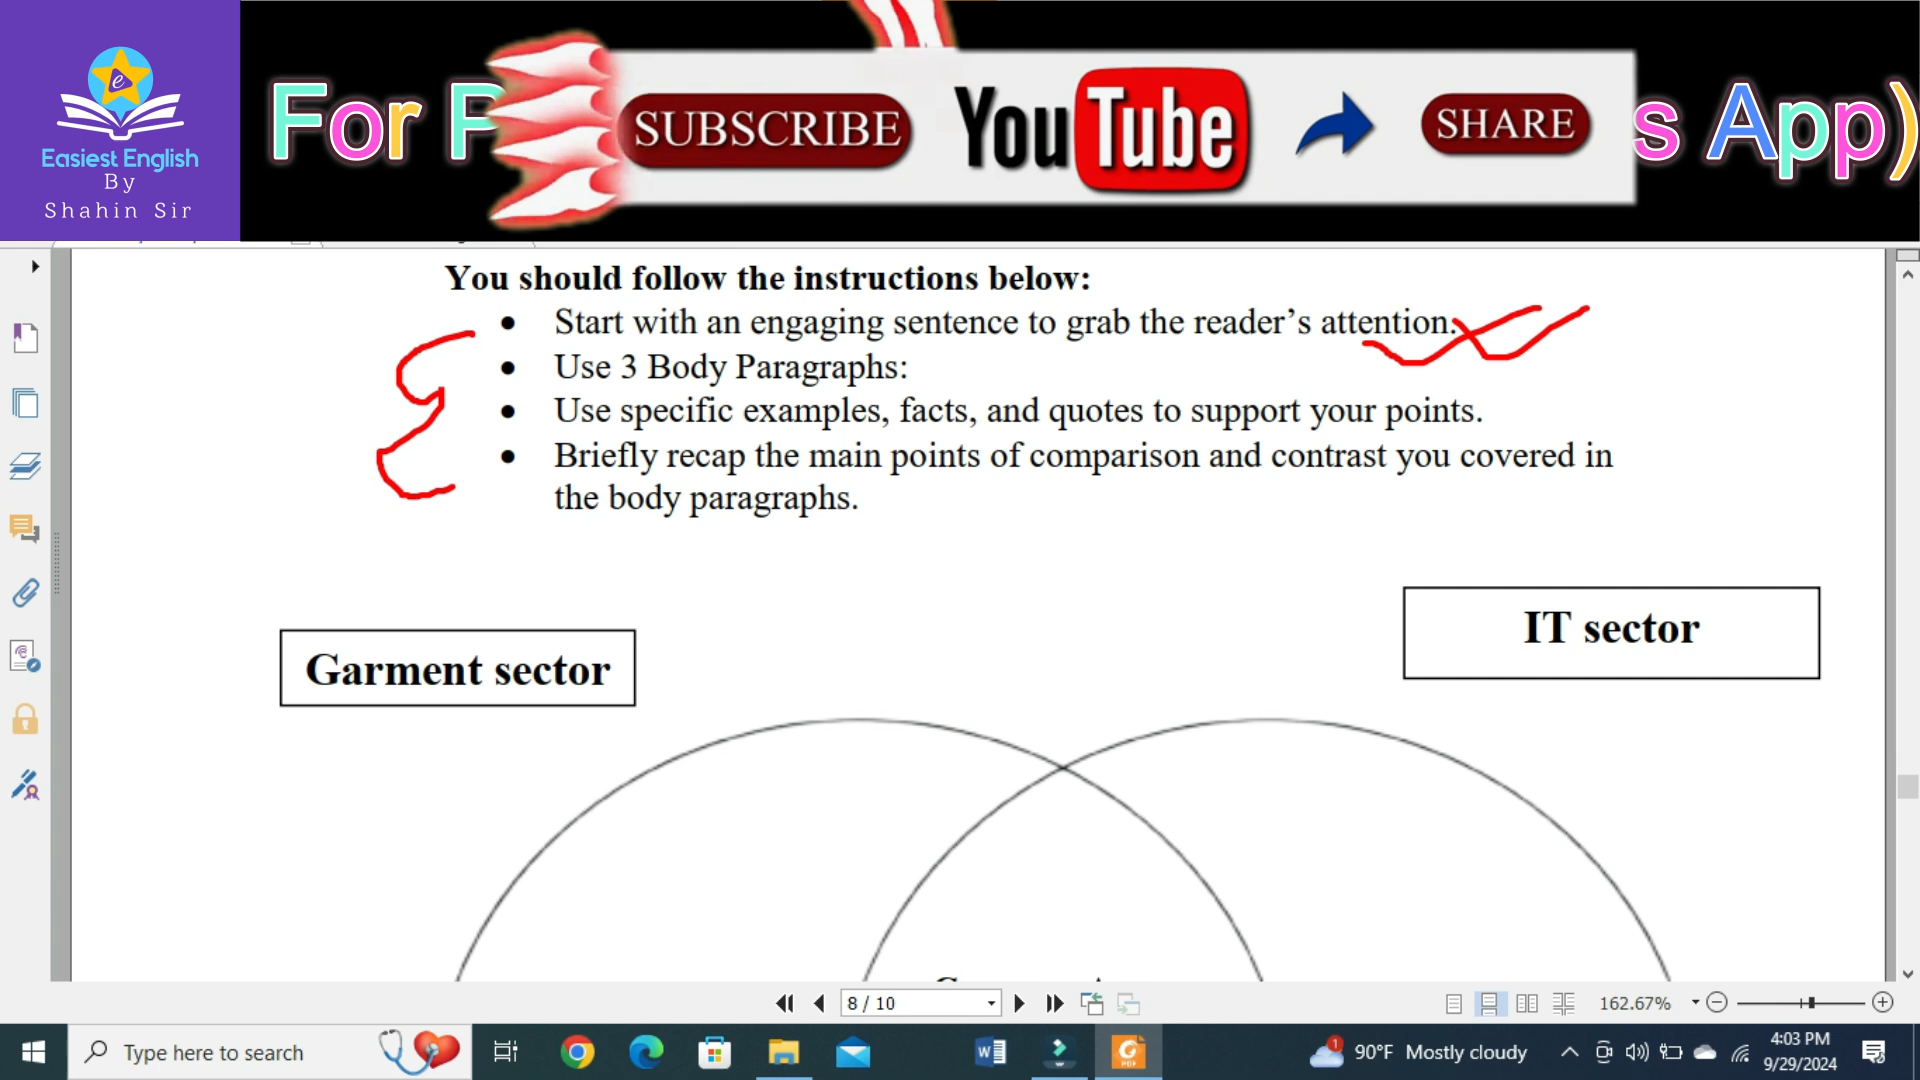 Easiest English
By
Shahin Sir
For
SUBSCRIBE
YouTube
SHARE
s App)
You should follow the instructions below:
• Start with an engaging sentence to grab the reader's attention.
• Use 3 Body Paragraphs:
• Use specific examples, facts, and quotes to support your points.
• Briefly recap the main points of comparison and contrast you covered in
the body paragraphs.
IT sector
Garment sector
8 / 10
162.67%
Type here to search
90°F Mostly cloudy
4:03 PM
9/29/2024